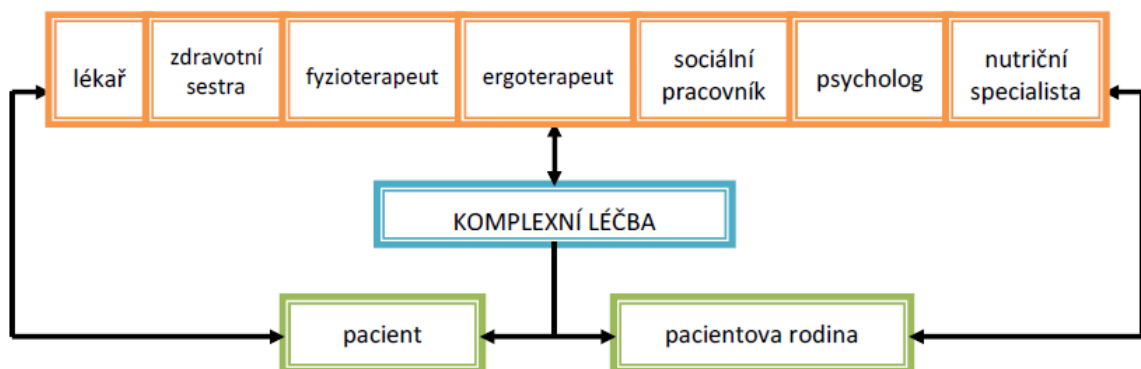 lékař
zdravotní
sestra
fyzioterapeut
ergoterapeut
sociální
pracovník
psycholog
nutriční
specialista
KOMPLEXNÍ LÉČBA
pacient
pacientova rodina